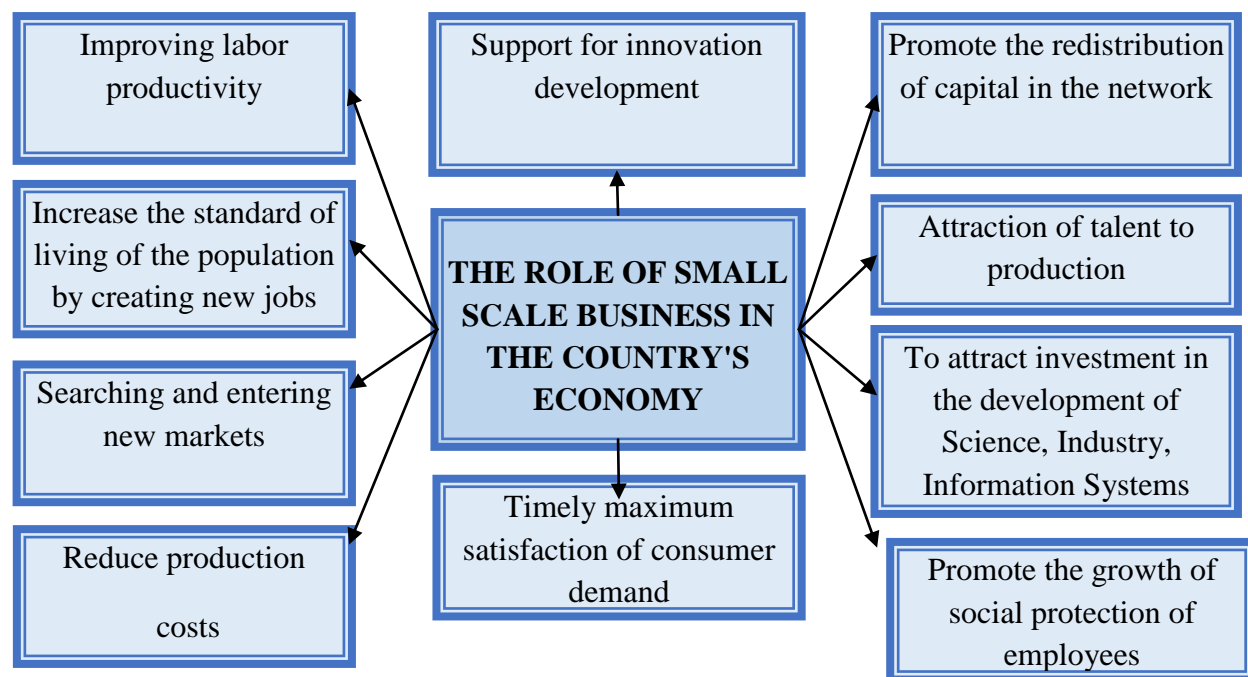 Improving labor
productivity
Support for innovation
development
Promote the redistribution
of capital in the network
Increase the standard of
living of the population
by creating new jobs
THE ROLE OF SMALL
SCALE BUSINESS IN
THE COUNTRY'S
ECONOMY
Attraction of talent to
production
Searching and entering
new markets
To attract investment in
the development of
Science, Industry,
Information Systems
Reduce production
costs
Timely maximum
satisfaction of consumer
demand
Promote the growth of
social protection of
employees